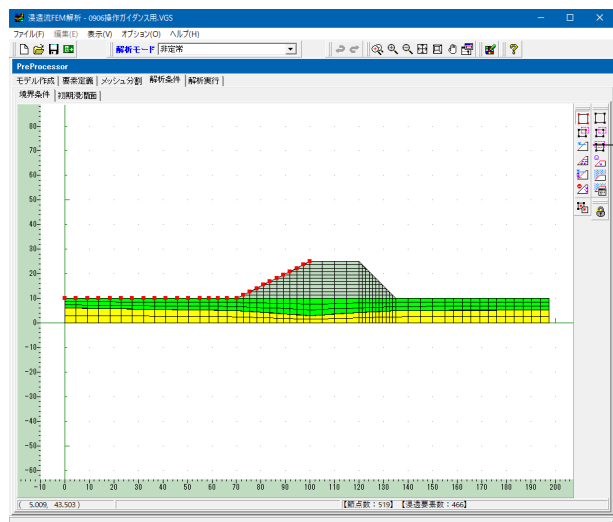 浸透流FEM解析 - 0906操作ガイダンス用.VGS
ファイル(F) 編集(E) 表示(V) オプション(O) ヘルプ(H)
解析モード 非定常
PreProcessor
モデル作成 要素定義 メッシュ分割 解析条件 解析実行
境界条件 初期浸潤面
80
70
60
50
40
30
20
10
0
-10
-20
-30
-40
-50
-60
-10 0 10 20 30 40 50 60 70 80 90 100 110 120 130 140 150 160 170 180 190 200
( 5.009, 43.503 ) 【節点数:519】 【浸透要素数:466】